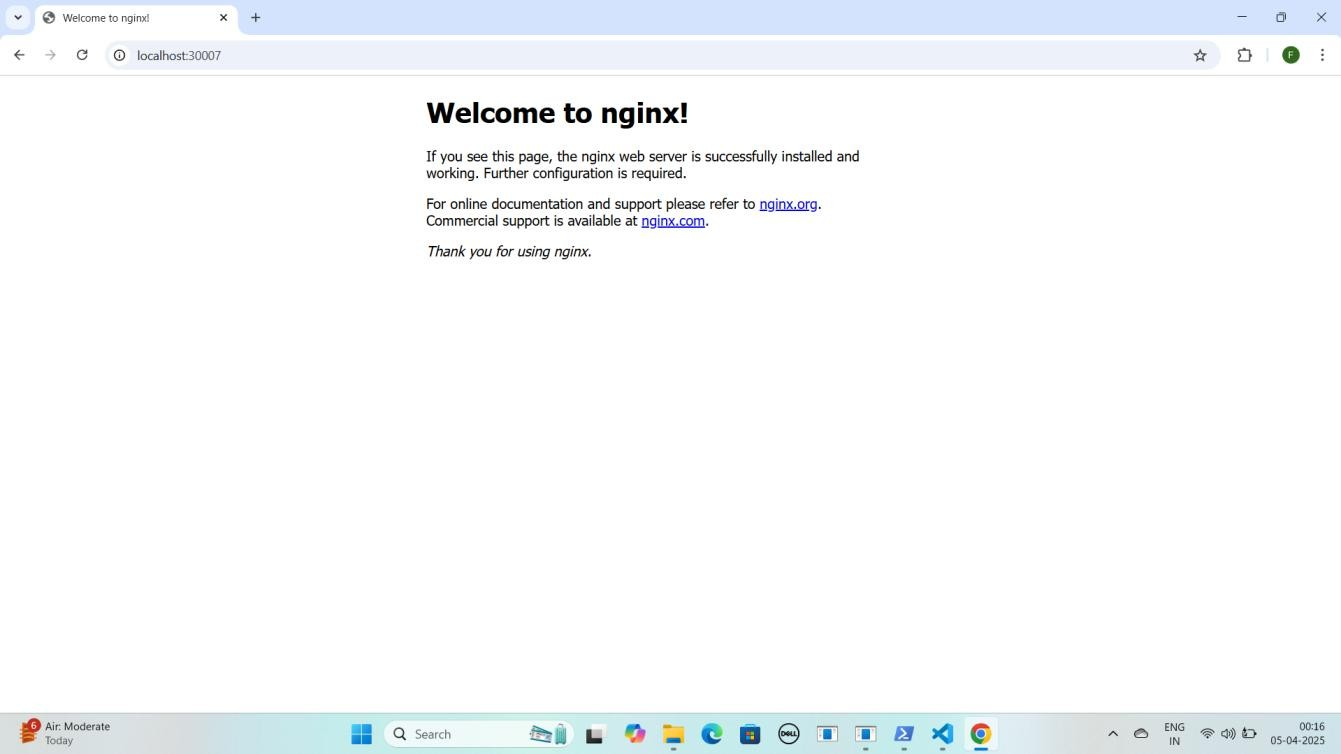 Welcome to nginx!
localhost:30007
F
Welcome to nginx!
If you see this page, the nginx web server is successfully installed and
working. Further configuration is required.
For online documentation and support please refer to nginx.org.
Commercial support is available at nginx.com.
Thank you for using nginx.
6
Air: Moderate
Today
Search
DELL
ENG
IN
00:16
05-04-2025